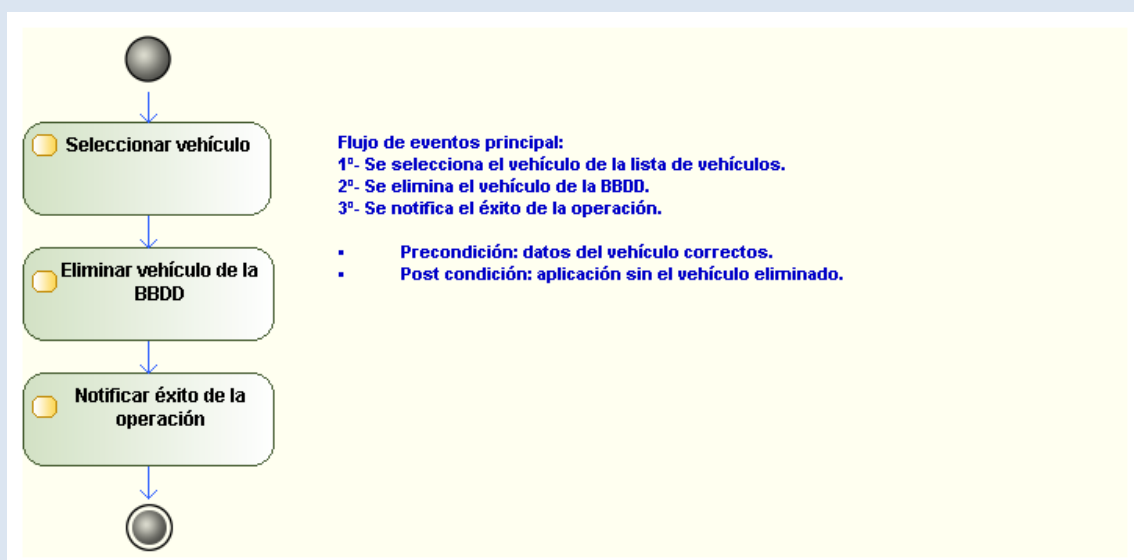 Seleccionar vehículo
Eliminar vehículo de la
BBDD
Notificar éxito de la
operación
Flujo de eventos principal:
1º- Se selecciona el vehículo de la lista de vehículos.
2º- Se elimina el vehículo de la BBDD.
3º- Se notifica el éxito de la operación.
▪ Precondición: datos del vehículo correctos.
▪ Post condición: aplicación sin el vehículo eliminado.